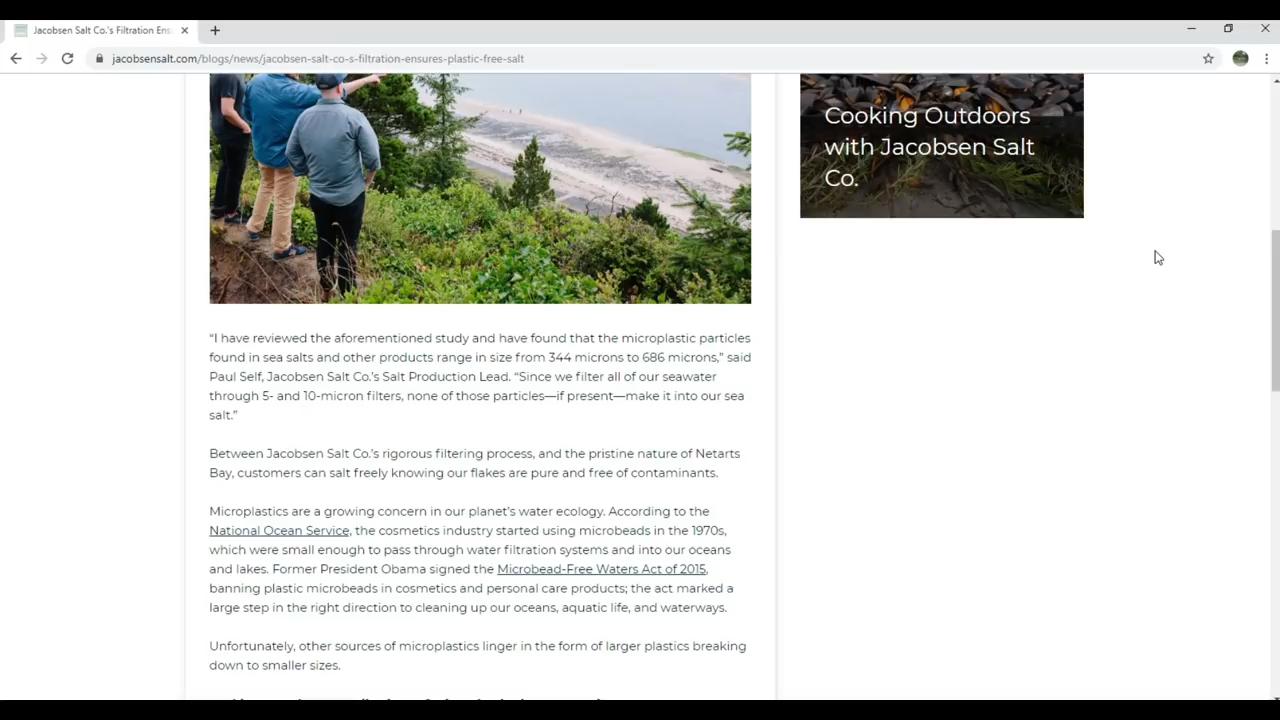 Jacobsen Salt Co.'s Filtration Ens
jacobsensalt.com/blogs/news/jacobsen-salt-co-s-filtration-ensures-plastic-free-salt
Cooking Outdoors
with Jacobsen Salt
Co.
“I have reviewed the aforementioned study and have found that the microplastic particles
found in sea salts and other products range in size from 344 microns to 686 microns,” said
Paul Self, Jacobsen Salt Co.’s Salt Production Lead. “Since we filter all of our seawater
through 5- and 10-micron filters, none of those particles—if present—make it into our sea
salt.”
Between Jacobsen Salt Co.’s rigorous filtering process, and the pristine nature of Netarts
Bay, customers can salt freely knowing our flakes are pure and free of contaminants.
Microplastics are a growing concern in our planet’s water ecology. According to the
National Ocean Service, the cosmetics industry started using microbeads in the 1970s,
which were small enough to pass through water filtration systems and into our oceans
and lakes. Former President Obama signed the Microbead-Free Waters Act of 2015,
banning plastic microbeads in cosmetics and personal care products; the act marked a
large step in the right direction to cleaning up our oceans, aquatic life, and waterways.
Unfortunately, other sources of microplastics linger in the form of larger plastics breaking
down to smaller sizes.